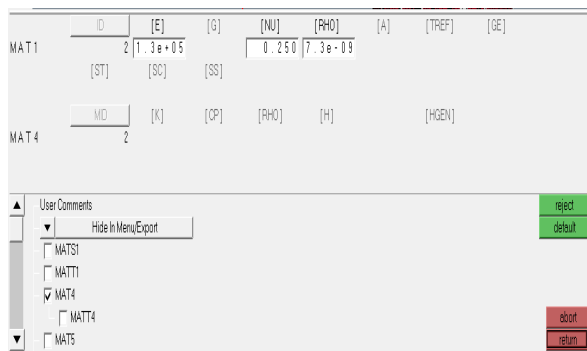 ID [E] [G] [NU] [RHO] [A] [TREF] [GE]
MAT1 2 1.3e+05 0.250 7.3e-09
[ST] [SC] [SS]
MID [K] [CP] [RHO] [H] [HGEN]
MAT4 2
User Comments reject
Hide In Menu/Export default
MATS1
MATT1
MAT4
MATT4 abort
MAT5 return